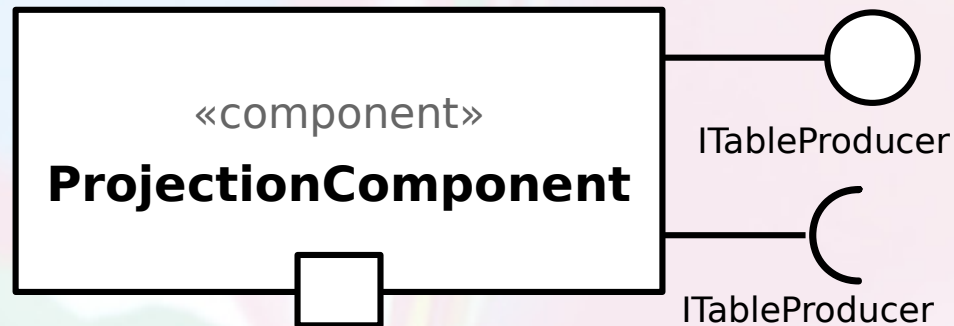 «component»
ProjectionComponent
ITableProducer
ITableProducer